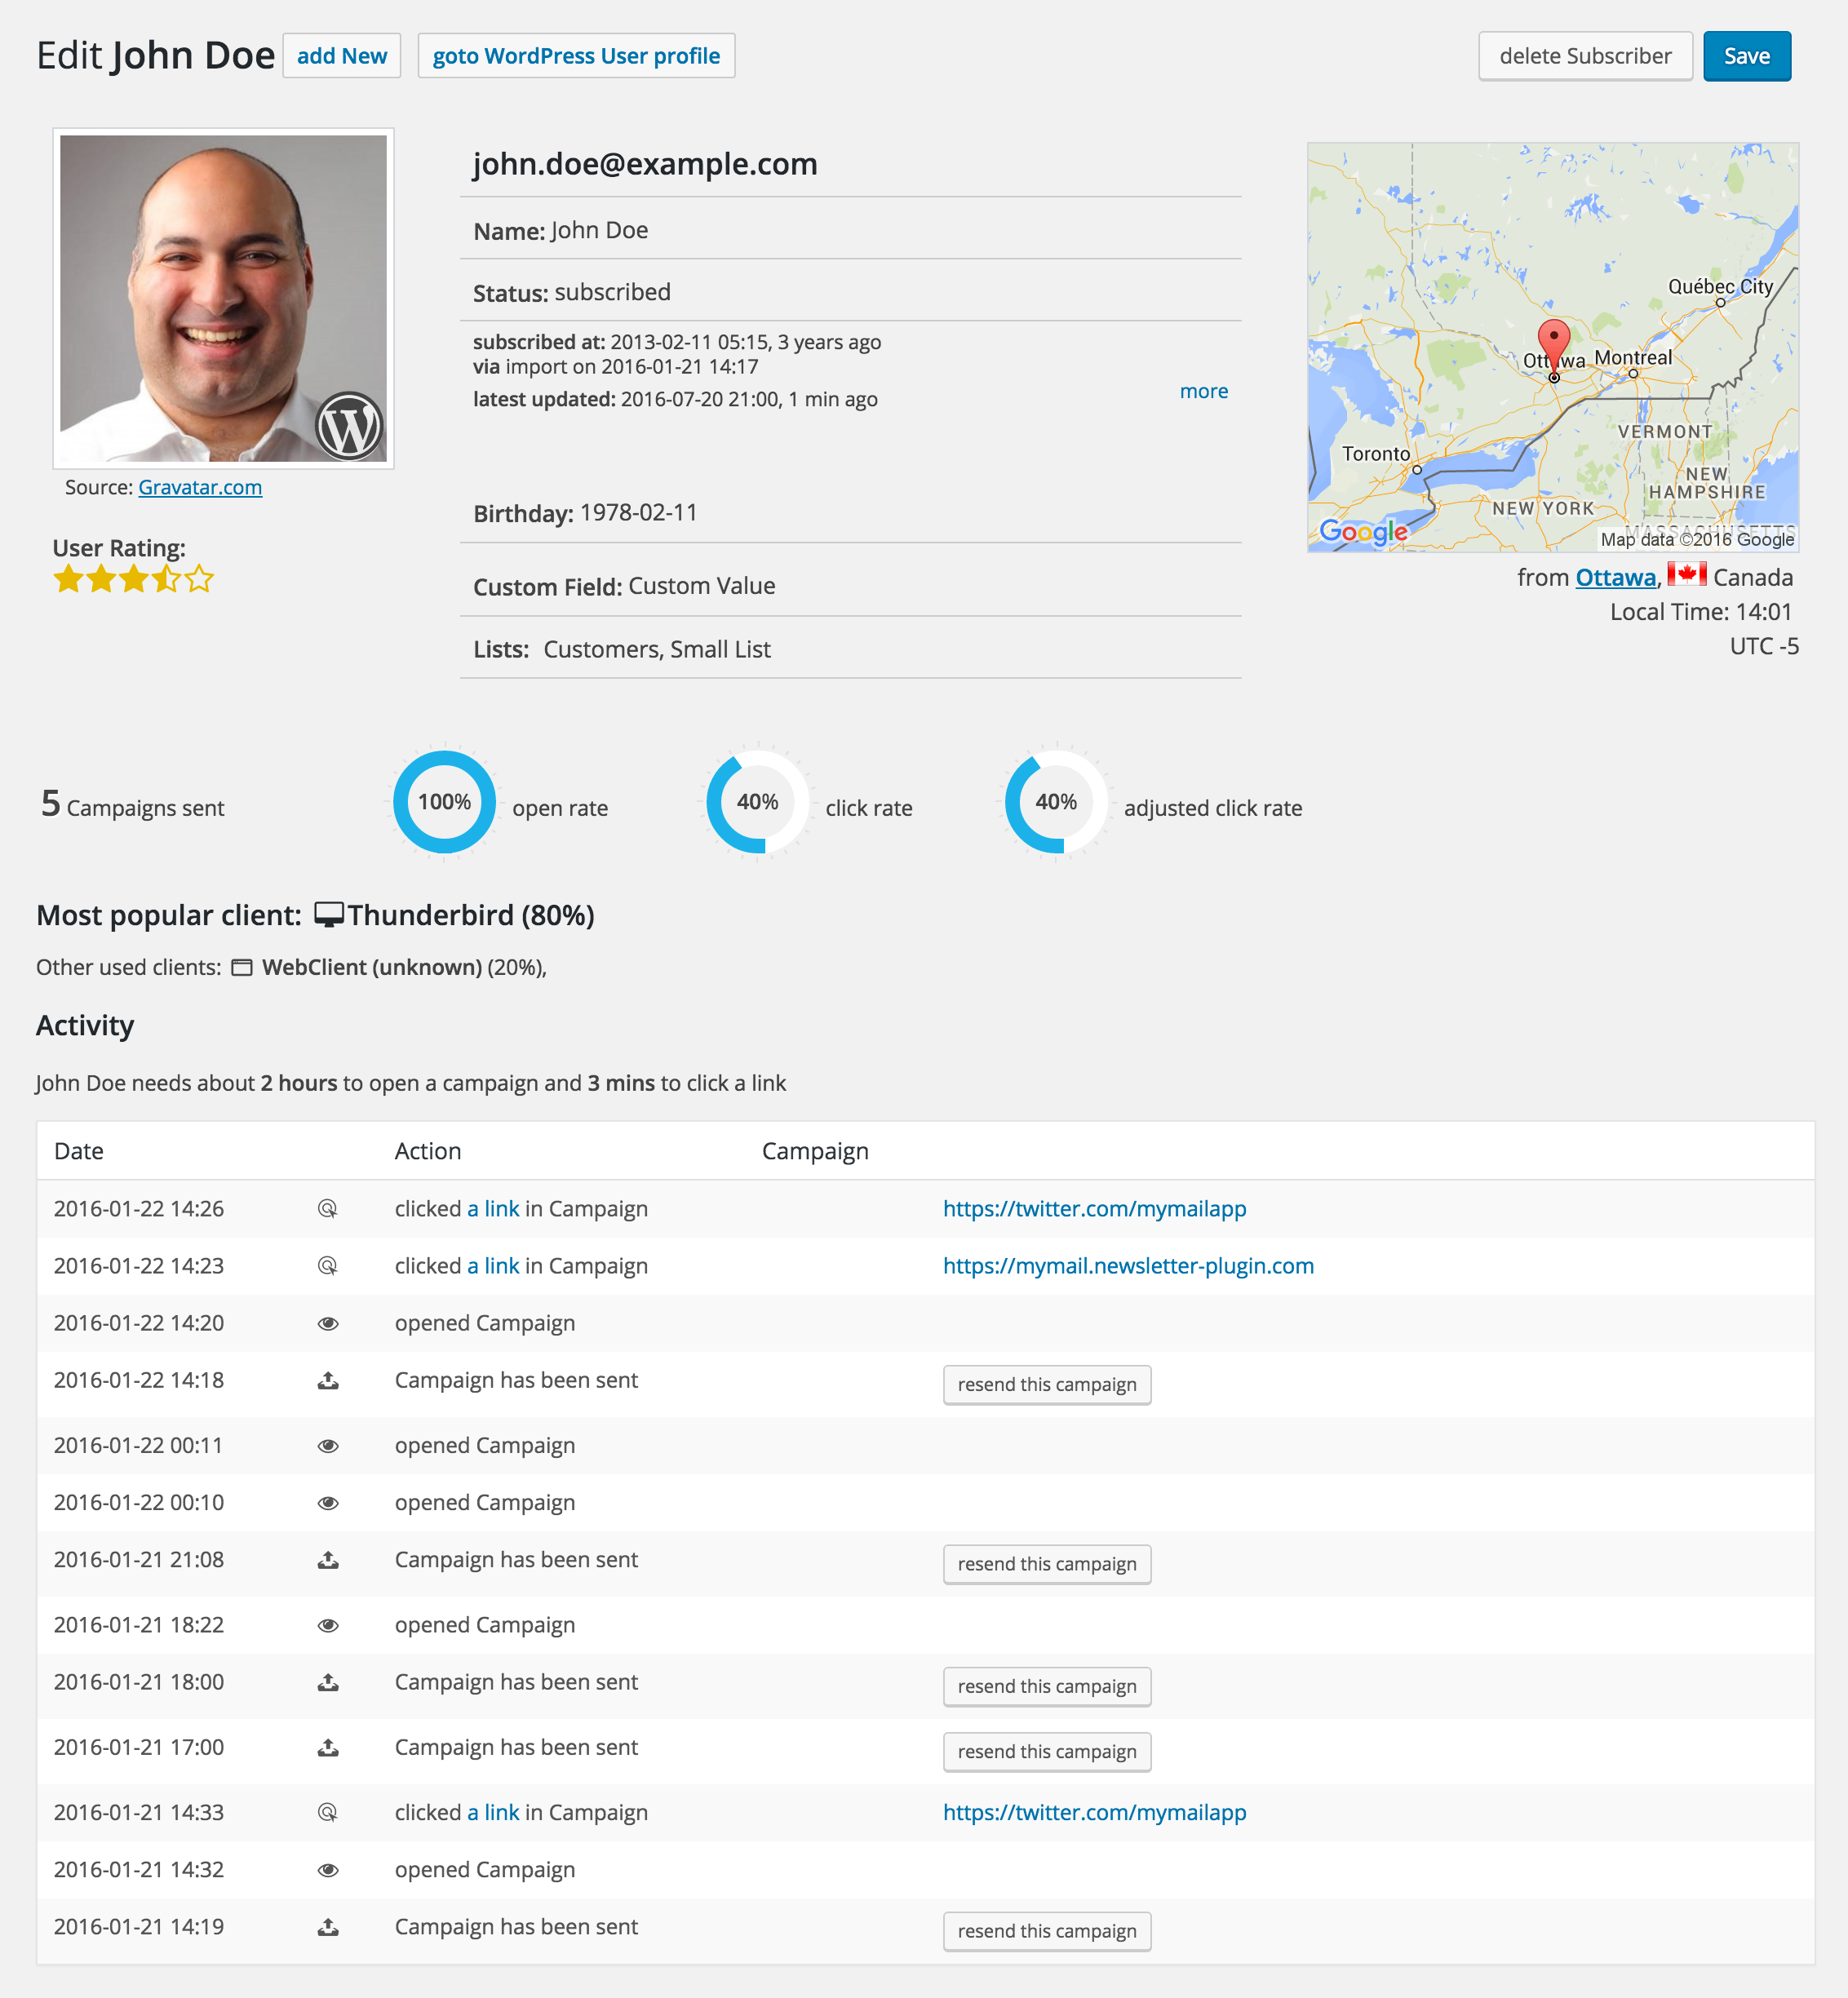 Edit John Doe add New goto WordPress User profile delete Subscriber Save
john.doe@example.com
Name: John Doe
Status: subscribed
subscribed at: 2013-02-11 05:15, 3 years ago
via import on 2016-01-21 14:17
latest updated: 2016-07-20 21:00, 1 min ago
more
Birthday: 1978-02-11
Custom Field: Custom Value
Lists: Customers, Small List
Source: Gravatar.com
User Rating:
Québec City
Ottawa
Montreal
Toronto
VERMONT
NEW
HAMPSHIRE
NEW YORK
MASSACHUSETTS
Google
Map data ©2016 Google
from Ottawa, Canada
Local Time: 14:01
UTC -5
5 Campaigns sent 100% open rate 40% click rate 40% adjusted click rate
Most popular client: Thunderbird (80%)
Other used clients: WebClient (unknown) (20%),
Activity
John Doe needs about 2 hours to open a campaign and 3 mins to click a link
Date Action Campaign
2016-01-22 14:26 clicked a link in Campaign https://twitter.com/mymailapp
2016-01-22 14:23 clicked a link in Campaign https://mymail.newsletter-plugin.com
2016-01-22 14:20 opened Campaign
2016-01-22 14:18 Campaign has been sent resend this campaign
2016-01-22 00:11 opened Campaign
2016-01-22 00:10 opened Campaign
2016-01-21 21:08 Campaign has been sent resend this campaign
2016-01-21 18:22 opened Campaign
2016-01-21 18:00 Campaign has been sent resend this campaign
2016-01-21 17:00 Campaign has been sent resend this campaign
2016-01-21 14:33 clicked a link in Campaign https://twitter.com/mymailapp
2016-01-21 14:32 opened Campaign
2016-01-21 14:19 Campaign has been sent resend this campaign